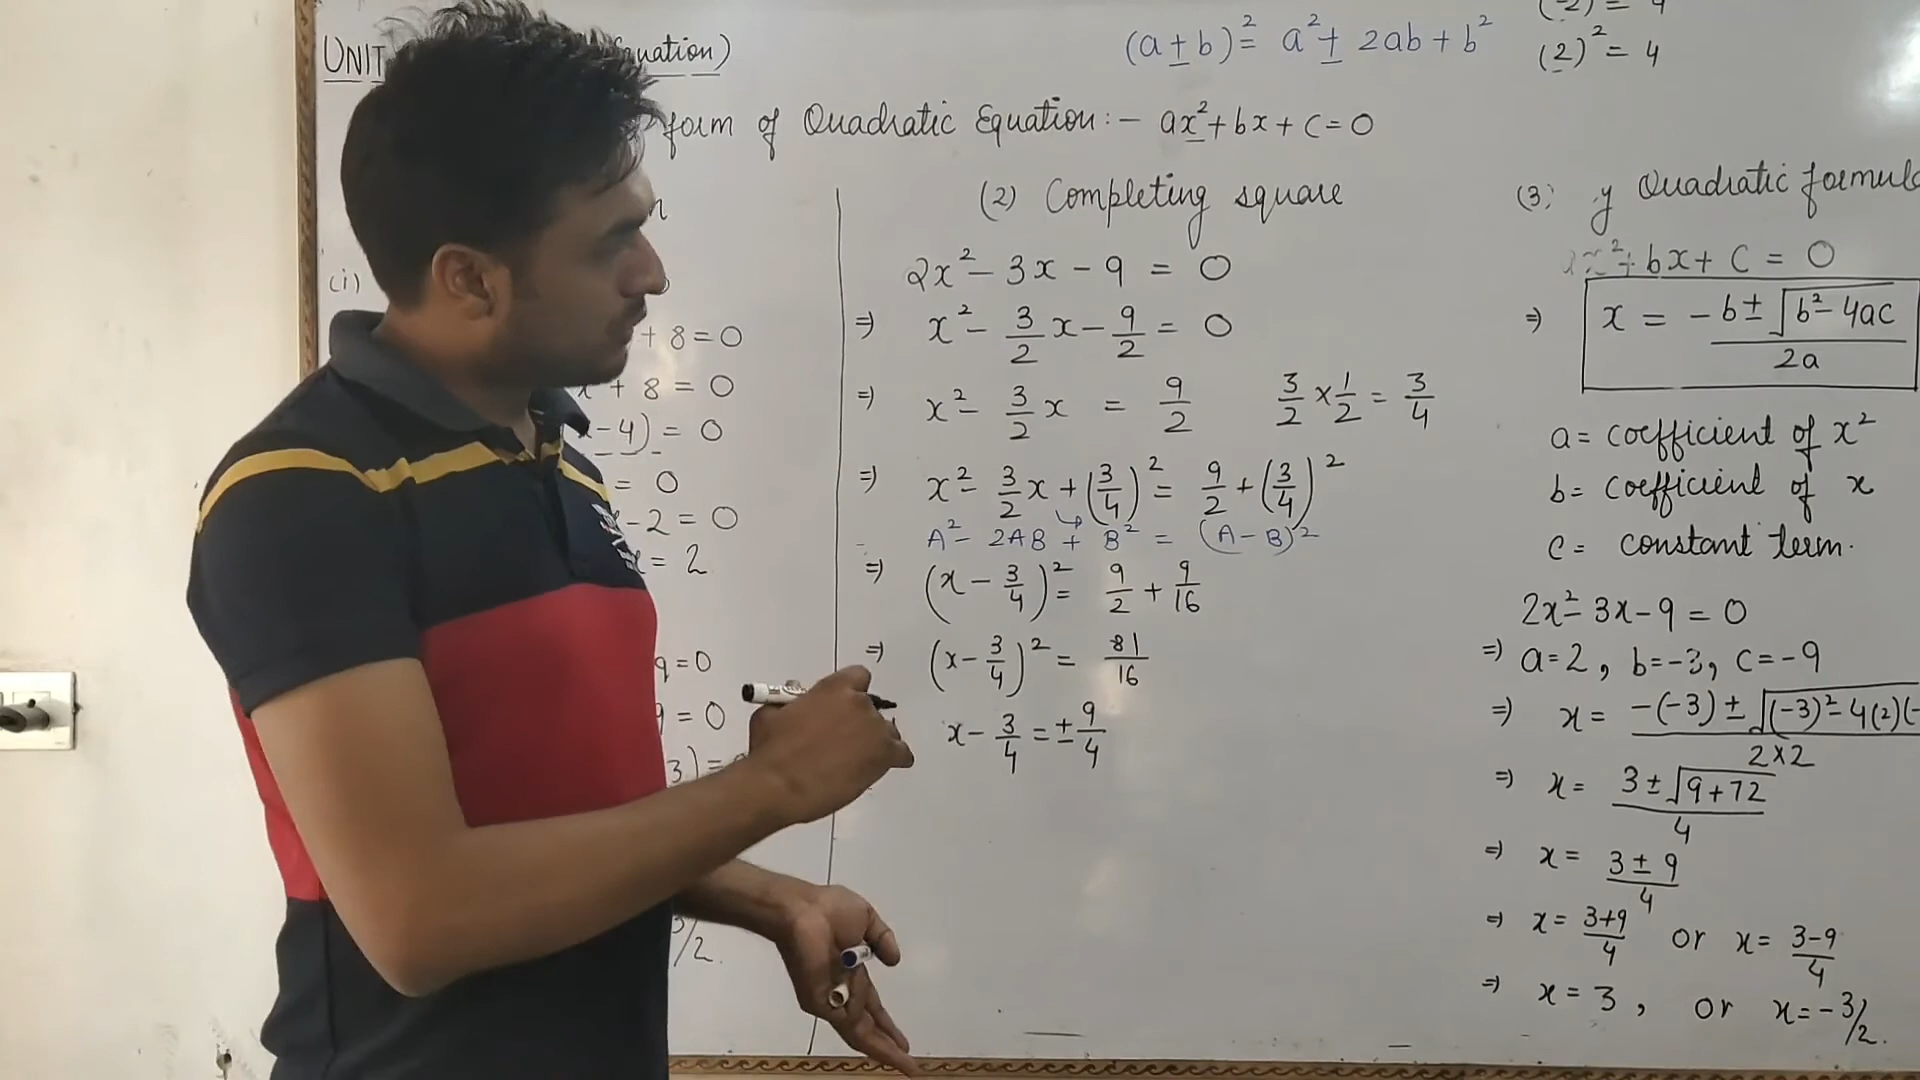 UNIT uation)
(a ± b)² = a² ± 2ab + b²
(2)² = 4
form of Quadratic Equation:- ax² + bx + c = 0
(i)
+ 8 = 0
x + 8 = 0
x-4) = 0
= 0
-2 = 0
x = 2
9 = 0
9 = 0
3) =
3/2.
(2) Completing square
2x² - 3x - 9 = 0
⇒ x² - 3/2 x - 9/2 = 0
⇒ x² - 3/2 x = 9/2 3/2 × 1/2 = 3/4
⇒ x² - 3/2 x + (3/4)² = 9/2 + (3/4)²
A² - 2AB + B² = (A - B)²
⇒ (x - 3/4)² = 9/2 + 9/16
⇒ (x - 3/4)² = 81/16
x - 3/4 = ± 9/4
(3) y Quadratic formula
x² + bx + c = 0
⇒ x = -b ± √b² - 4ac / 2a
a = coefficient of x²
b = coefficient of x
c = constant term.
2x² - 3x - 9 = 0
⇒ a = 2, b = -3, c = -9
⇒ x = -(-3) ± √(-3)² - 4(2)(- / 2×2
⇒ x = 3 ± √9 + 72 / 4
⇒ x = 3 ± 9 / 4
⇒ x = 3+9/4 or x = 3-9/4
⇒ x = 3, or x = -3/2.